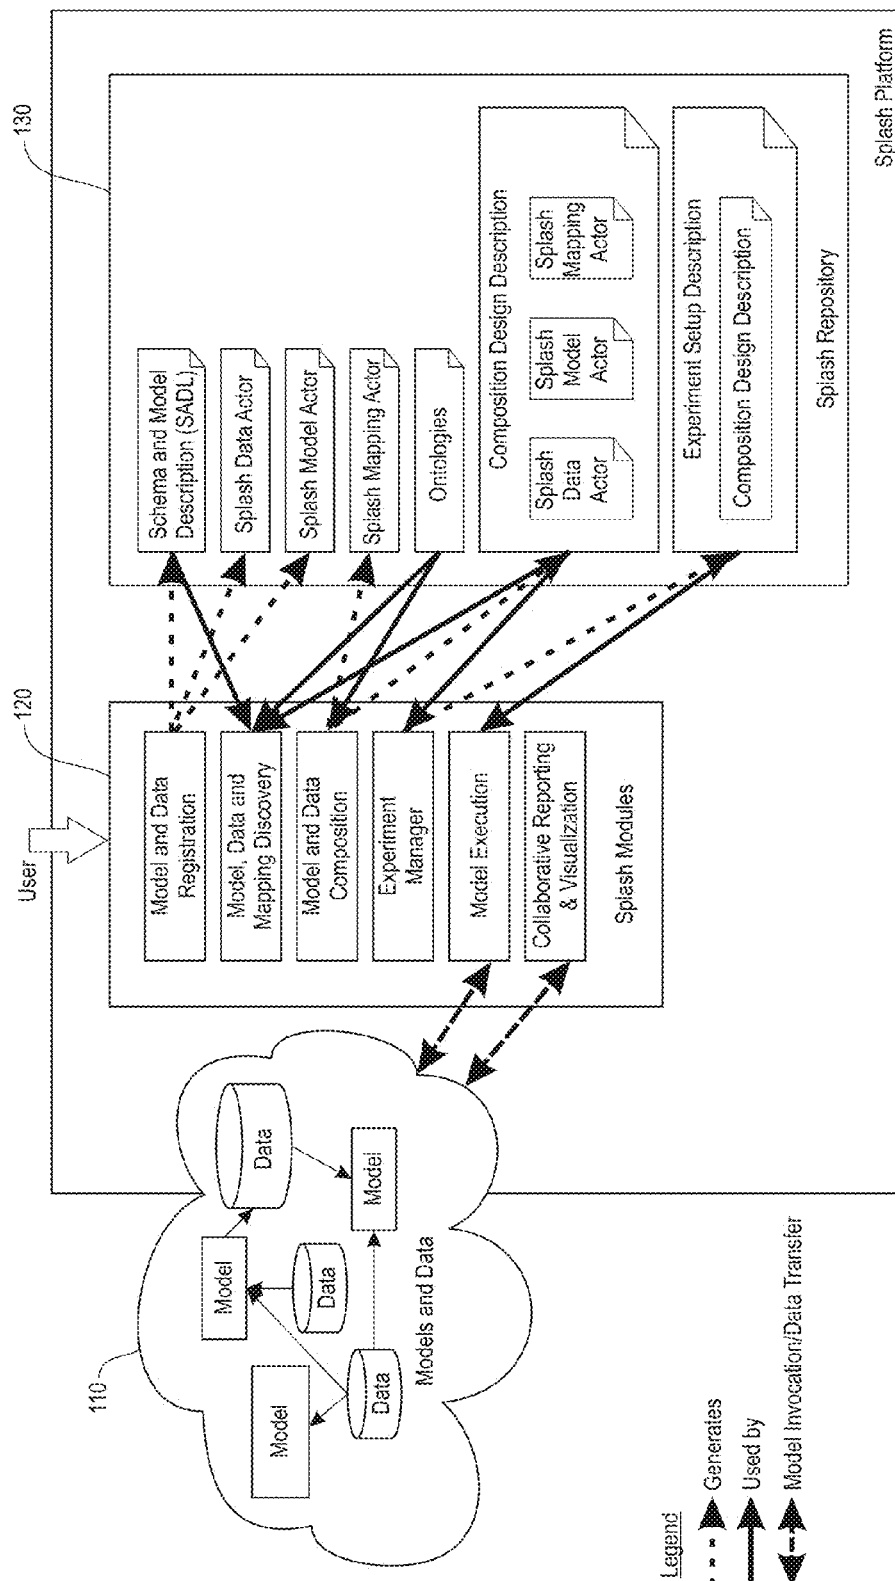 User
110
120
130
Model
Data
Model
Data
Data
Model
Models and Data
Model and Data
Registration
Model, Data and
Mapping Discovery
Model and Data
Composition
Experiment
Manager
Model Execution
Collaborative Reporting
& Visualization
Splash Modules
Schema and Model
Description (SADL)
Splash Data Actor
Splash Model Actor
Splash Mapping Actor
Ontologies
Composition Design Description
Splash
Data
Actor
Splash
Model
Actor
Splash
Mapping
Actor
Experiment Setup Description
Composition Design Description
Splash Repository
Splash Platform
Legend
Generates
Used by
Model Invocation/Data Transfer